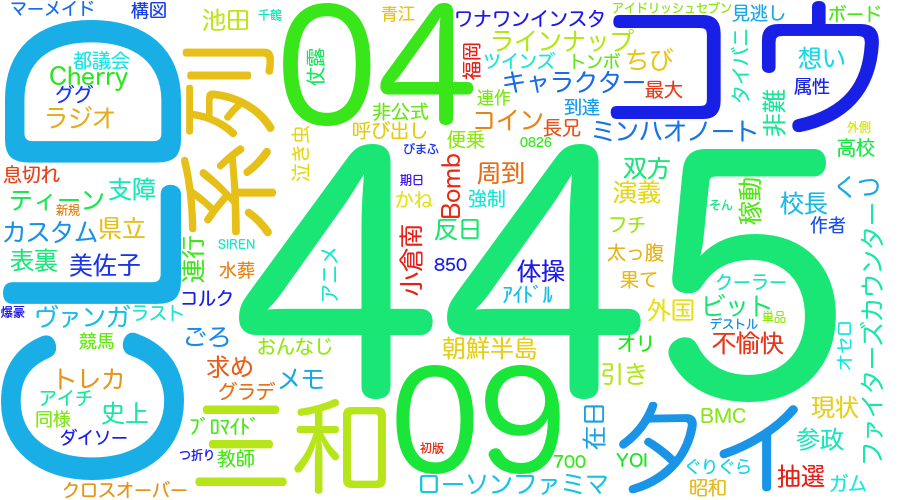 マーメイド
構図
池田
千鶴
04
青江
ワナワンインスタ
アイドリッシュセブン
見逃し
ボード
コウ
都議会
Cherry
ググ
ラジオ
系列
仗露
福岡
ラインナップ
ツインズ
トンボ
ちび
タイバニ
想い
属性
キャラクター
最大
連作
到達
非公式
呼び出し
コイン
長兄
ミンハオノート
非難
外側
泣き虫
便乗
0826
高校
びまふ
息切れ
ティーン
支障
新規
県立
カスタム
表裏
美佐子
連行
SIREN
水葬
コルク
445
期日
かね
Bomb
周到
強制
反日
小倉南
850
体操
アイドル
アニメ
双方
演義
フチ
太っ腹
果て
外国
そん
稼動
校長
くつ
作者
クーラー
ビット
単品
デストル
不愉快
オセロ
ファイターズカウンター
爆豪
ヴァンガ
ラスト
ごろ
競馬
おんなじ
朝鮮半島
オリ
求め
メモ
引き
トレカ
グラデ
アイチ
同様
史上
ダイソー
ブロマイド
三和
09
初版
タイ
在日
BMC
現状
参政
つ折り
教師
700
YOI
ぐりぐら
昭和
抽選
ガム
クロスオーバー
ローソンファミマ